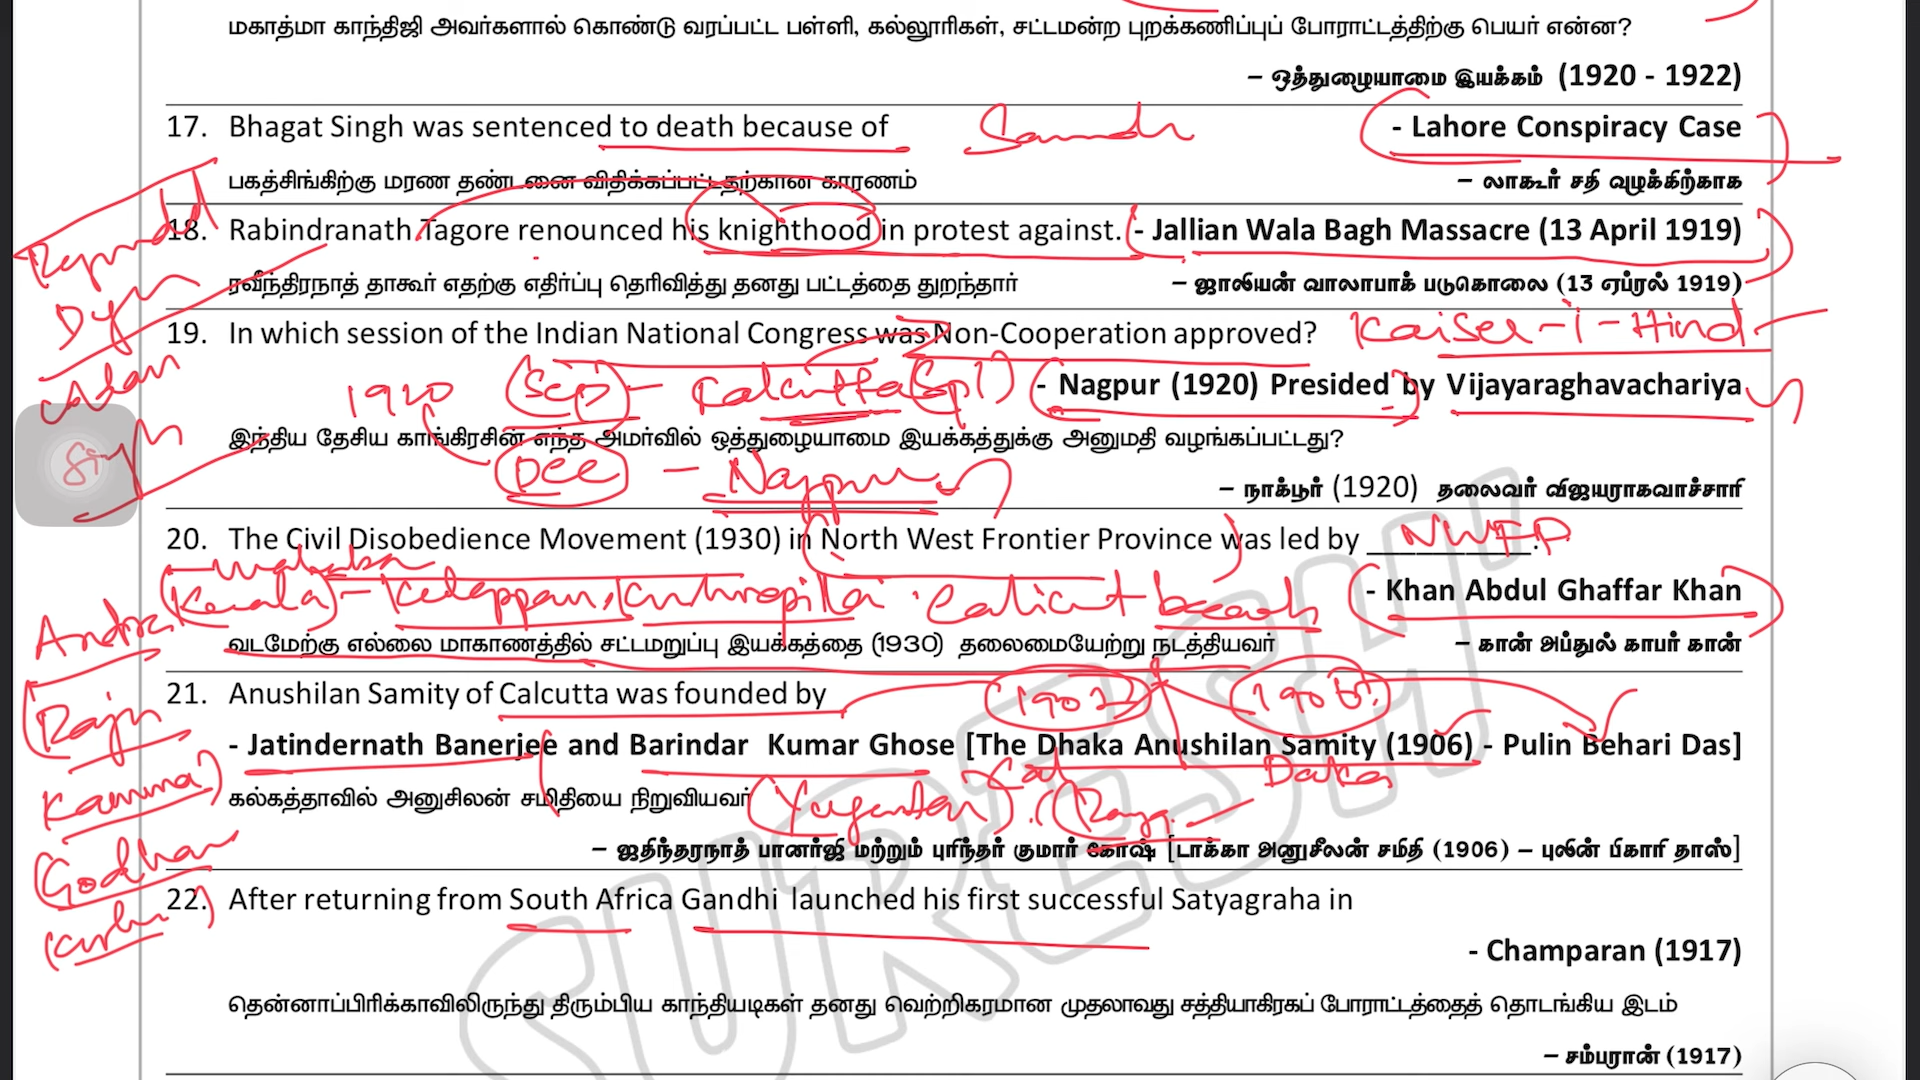 மகாத்மா காந்திஜி அவர்களால் கொண்டு வரப்பட்ட பள்ளி, கல்லூரிகள், சட்டமன்ற புறக்கணிப்புப் போராட்டத்திற்கு பெயர் என்ன?
– ஒத்துழையாமை இயக்கம் (1920 - 1922)
17. Bhagat Singh was sentenced to death because of - Lahore Conspiracy Case
பகத்சிங்கிற்கு மரண தண்டனை விதிக்கப்பட்டதற்கான காரணம் – லாகூர் சதி வழக்கிற்காக
18. Rabindranath Tagore renounced his knighthood in protest against. - Jallian Wala Bagh Massacre (13 April 1919)
ரவீந்திரநாத் தாகூர் எதற்கு எதிர்ப்பு தெரிவித்து தனது பட்டத்தை துறந்தார் – ஜாலியன் வாலாபாக் படுகொலை (13 ஏப்ரல் 1919)
19. In which session of the Indian National Congress was Non-Cooperation approved? Kaiser-i-Hind
1920 Sep - Calcutta (Spl) - Nagpur (1920) Presided by Vijayaraghavachariya
இந்திய தேசிய காங்கிரசின் எந்த அமர்வில் ஒத்துழையாமை இயக்கத்துக்கு அனுமதி வழங்கப்பட்டது?
Dec – Nagpur
– நாக்பூர் (1920) தலைவர் விஜயராகவாச்சாரி
20. The Civil Disobedience Movement (1930) in North West Frontier Province was led by __________. NWFP
Kerala - Kelappan, Calicut beach - Khan Abdul Ghaffar Khan
வடமேற்கு எல்லை மாகாணத்தில் சட்டமறுப்பு இயக்கத்தை (1930) தலைமையேற்று நடத்தியவர் – கான் அப்துல் காபர் கான்
21. Anushilan Samity of Calcutta was founded by 1902
- Jatindernath Banerjee and Barindar Kumar Ghose [The Dhaka Anushilan Samity (1906) - Pulin Behari Das]
கல்கத்தாவில் அனுசிலன் சமிதியை நிறுவியவர்
– ஜதிந்தரநாத் பானர்ஜி மற்றும் புரிந்தர் குமார் கோஷ் [டாக்கா அனுசீலன் சமிதி (1906) – புலின் பிகாரி தாஸ்]
22. After returning from South Africa Gandhi launched his first successful Satyagraha in
- Champaran (1917)
தென்னாப்பிரிக்காவிலிருந்து திரும்பிய காந்தியடிகள் தனது வெற்றிகரமான முதலாவது சத்தியாகிரகப் போராட்டத்தைத் தொடங்கிய இடம்
– சம்பரான் (1917)
SURESH'